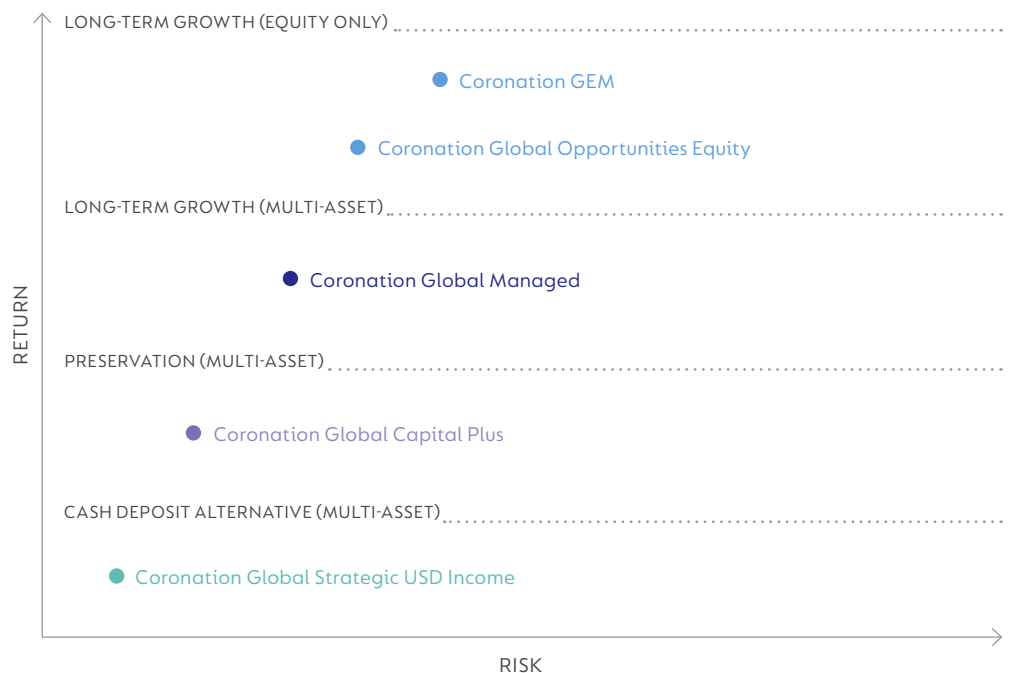 LONG-TERM GROWTH (EQUITY ONLY)
Coronation GEM
Coronation Global Opportunities Equity
LONG-TERM GROWTH (MULTI-ASSET)
Coronation Global Managed
RETURN
PRESERVATION (MULTI-ASSET)
Coronation Global Capital Plus
CASH DEPOSIT ALTERNATIVE (MULTI-ASSET)
Coronation Global Strategic USD Income
RISK